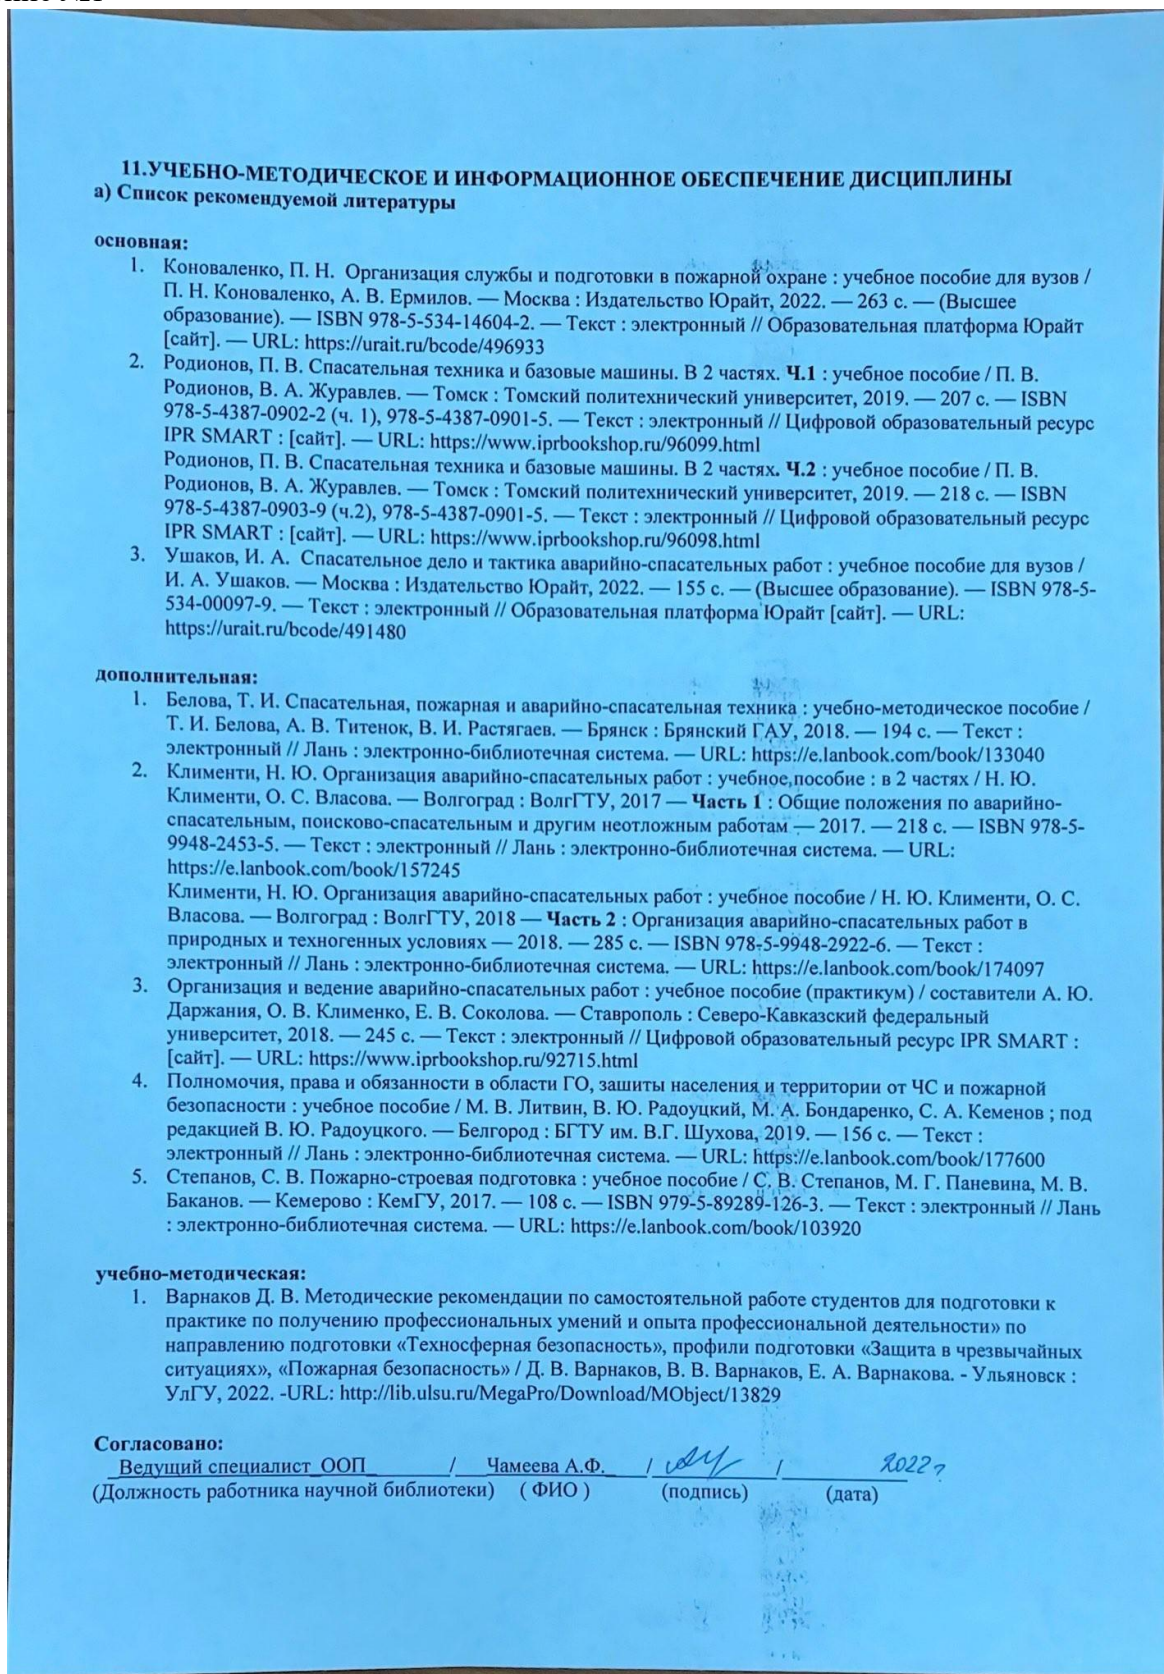 11.УЧЕБНО-МЕТОДИЧЕСКОЕ И ИНФОРМАЦИОННОЕ ОБЕСПЕЧЕНИЕ ДИСЦИПЛИНЫ
а) Список рекомендуемой литературы
основная:
1. Коноваленко, П. Н. Организация службы и подготовки в пожарной охране : учебное пособие для вузов /
П. Н. Коноваленко, А. В. Ермилов. — Москва : Издательство Юрайт, 2022. — 263 с. — (Высшее
образование). — ISBN 978-5-534-14604-2. — Текст : электронный // Образовательная платформа Юрайт
[сайт]. — URL: https://urait.ru/bcode/496933
2. Родионов, П. В. Спасательная техника и базовые машины. В 2 частях. Ч.1 : учебное пособие / П. В.
Родионов, В. А. Журавлев. — Томск : Томский политехнический университет, 2019. — 207 с. — ISBN
978-5-4387-0902-2 (ч. 1), 978-5-4387-0901-5. — Текст : электронный // Цифровой образовательный ресурс
IPR SMART : [сайт]. — URL: https://www.iprbookshop.ru/96099.html
Родионов, П. В. Спасательная техника и базовые машины. В 2 частях. Ч.2 : учебное пособие / П. В.
Родионов, В. А. Журавлев. — Томск : Томский политехнический университет, 2019. — 218 с. — ISBN
978-5-4387-0903-9 (ч.2), 978-5-4387-0901-5. — Текст : электронный // Цифровой образовательный ресурс
IPR SMART : [сайт]. — URL: https://www.iprbookshop.ru/96098.html
3. Ушаков, И. А. Спасательное дело и тактика аварийно-спасательных работ : учебное пособие для вузов /
И. А. Ушаков. — Москва : Издательство Юрайт, 2022. — 155 с. — (Высшее образование). — ISBN 978-5-
534-00097-9. — Текст : электронный // Образовательная платформа Юрайт [сайт]. — URL:
https://urait.ru/bcode/491480
дополнительная:
1. Белова, Т. И. Спасательная, пожарная и аварийно-спасательная техника : учебно-методическое пособие /
Т. И. Белова, А. В. Титенок, В. И. Растягаев. — Брянск : Брянский ГАУ, 2018. — 194 с. — Текст :
электронный // Лань : электронно-библиотечная система. — URL: https://e.lanbook.com/book/133040
2. Клименти, Н. Ю. Организация аварийно-спасательных работ : учебное пособие : в 2 частях / Н. Ю.
Клименти, О. С. Власова. — Волгоград : ВолгГТУ, 2017 — Часть 1 : Общие положения по аварийно-
спасательным, поисково-спасательным и другим неотложным работам — 2017. — 218 с. — ISBN 978-5-
9948-2453-5. — Текст : электронный // Лань : электронно-библиотечная система. — URL:
https://e.lanbook.com/book/157245
Клименти, Н. Ю. Организация аварийно-спасательных работ : учебное пособие / Н. Ю. Клименти, О. С.
Власова. — Волгоград : ВолгГТУ, 2018 — Часть 2 : Организация аварийно-спасательных работ в
природных и техногенных условиях — 2018. — 285 с. — ISBN 978-5-9948-2922-6. — Текст :
электронный // Лань : электронно-библиотечная система. — URL: https://e.lanbook.com/book/174097
3. Организация и ведение аварийно-спасательных работ : учебное пособие (практикум) / составители А. Ю.
Даржания, О. В. Клименко, Е. В. Соколова. — Ставрополь : Северо-Кавказский федеральный
университет, 2018. — 245 с. — Текст : электронный // Цифровой образовательный ресурс IPR SMART :
[сайт]. — URL: https://www.iprbookshop.ru/92715.html
4. Полномочия, права и обязанности в области ГО, зашиты населения и территории от ЧС и пожарной
безопасности : учебное пособие / М. В. Литвин, В. Ю. Радоуцкий, М. А. Бондаренко, С. А. Кеменов ; под
редакцией В. Ю. Радоуцкого. — Белгород : БГТУ им. В.Г. Шухова, 2019. — 156 с. — Текст :
электронный // Лань : электронно-библиотечная система. — URL: https://e.lanbook.com/book/177600
5. Степанов, С. В. Пожарно-строевая подготовка : учебное пособие / С. В. Степанов, М. Г. Паневина, М. В.
Баканов. — Кемерово : КемГУ, 2017. — 108 с. — ISBN 979-5-89289-126-3. — Текст : электронный // Лань
: электронно-библиотечная система. — URL: https://e.lanbook.com/book/103920
учебно-методическая:
1. Варнаков Д. В. Методические рекомендации по самостоятельной работе студентов для подготовки к
практике по получению профессиональных умений и опыта профессиональной деятельности» по
направлению подготовки «Техносферная безопасность», профили подготовки «Защита в чрезвычайных
ситуациях», «Пожарная безопасность» / Д. В. Варнаков, В. В. Варнаков, Е. А. Варнакова. - Ульяновск :
УлГУ, 2022. -URL: http://lib.ulsu.ru/MegaPro/Download/MObject/13829
Согласовано:
Ведущий специалист ООП / Чамеева А.Ф. / / 2022г
(Должность работника научной библиотеки) ( ФИО ) (подпись) (дата)